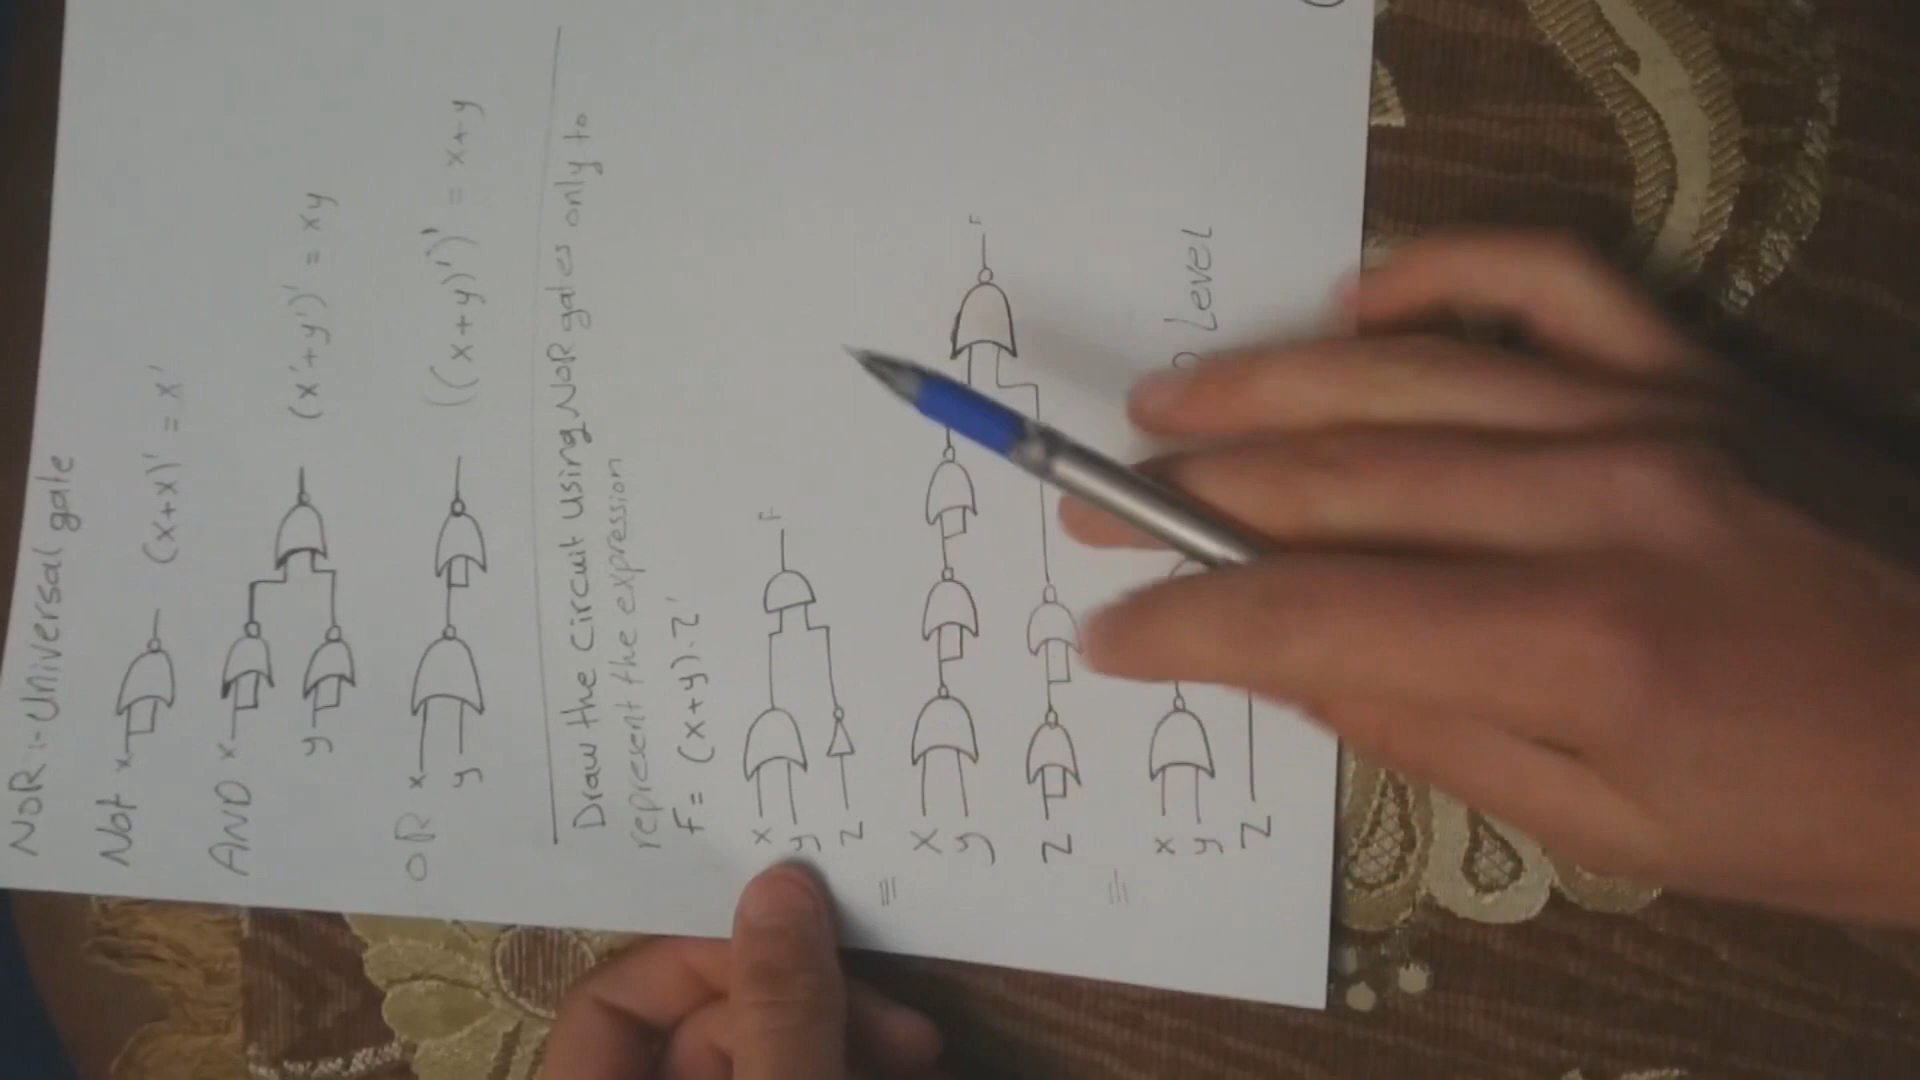 NOR :- Universal gate
Not x (x+x)' = x'
AND x (x'+y')' = xy
y
OR x ((x+y)')' = x+y
y
Draw the Circuit using NOR gates only to
represent the expression
F = (x+y).z'
x F
y
z
=
x F
y
z
=
x Level
y
z